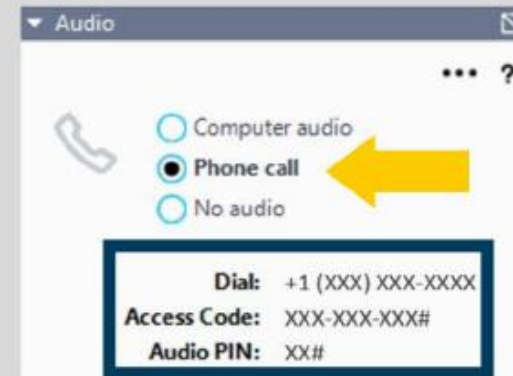 Audio
... ?
Computer audio
Phone call
No audio
Dial: +1 (XXX) XXX-XXXX
Access Code: XXX-XXX-XXX#
Audio PIN: XX#